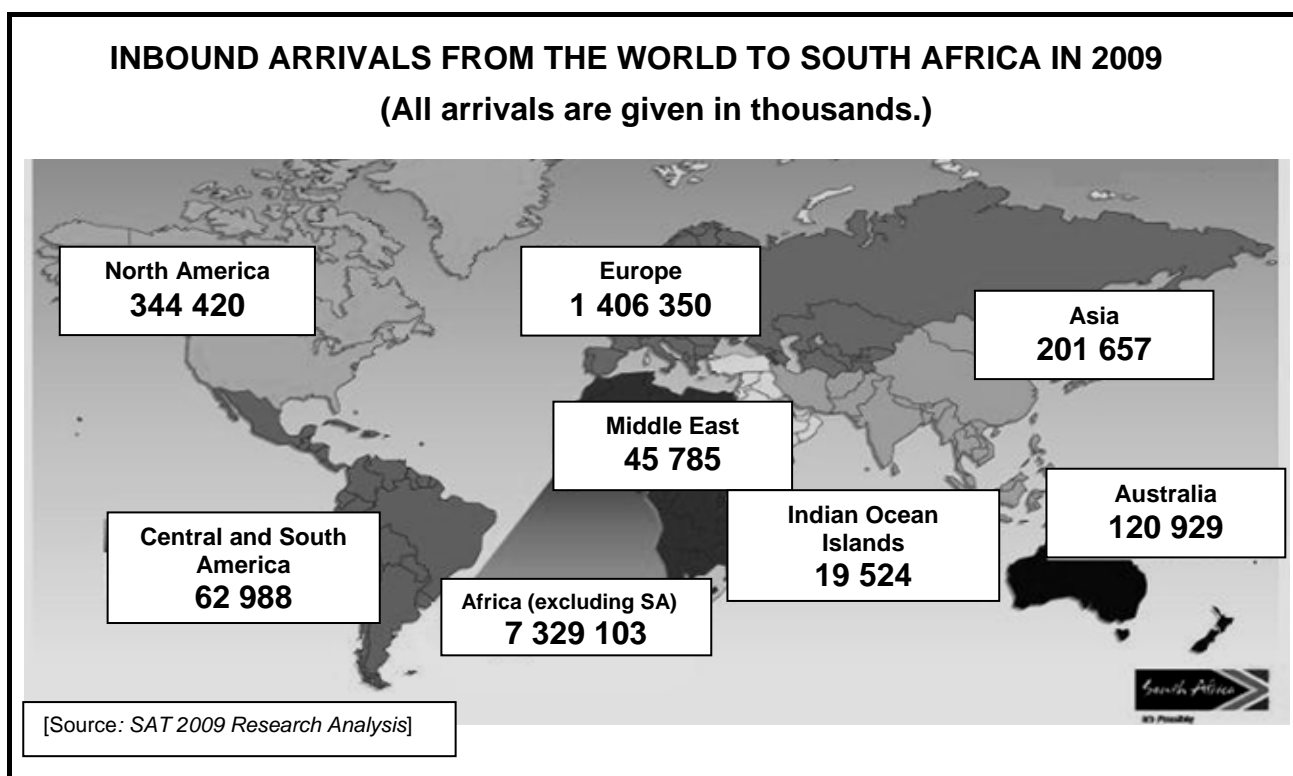 INBOUND ARRIVALS FROM THE WORLD TO SOUTH AFRICA IN 2009
(All arrivals are given in thousands.)
North America
344 420
Europe
1 406 350
Asia
201 657
Middle East
45 785
Australia
120 929
Indian Ocean
Islands
19 524
Central and South
America
62 988
Africa (excluding SA)
7 329 103
South Africa
It's Possible
[Source: SAT 2009 Research Analysis]